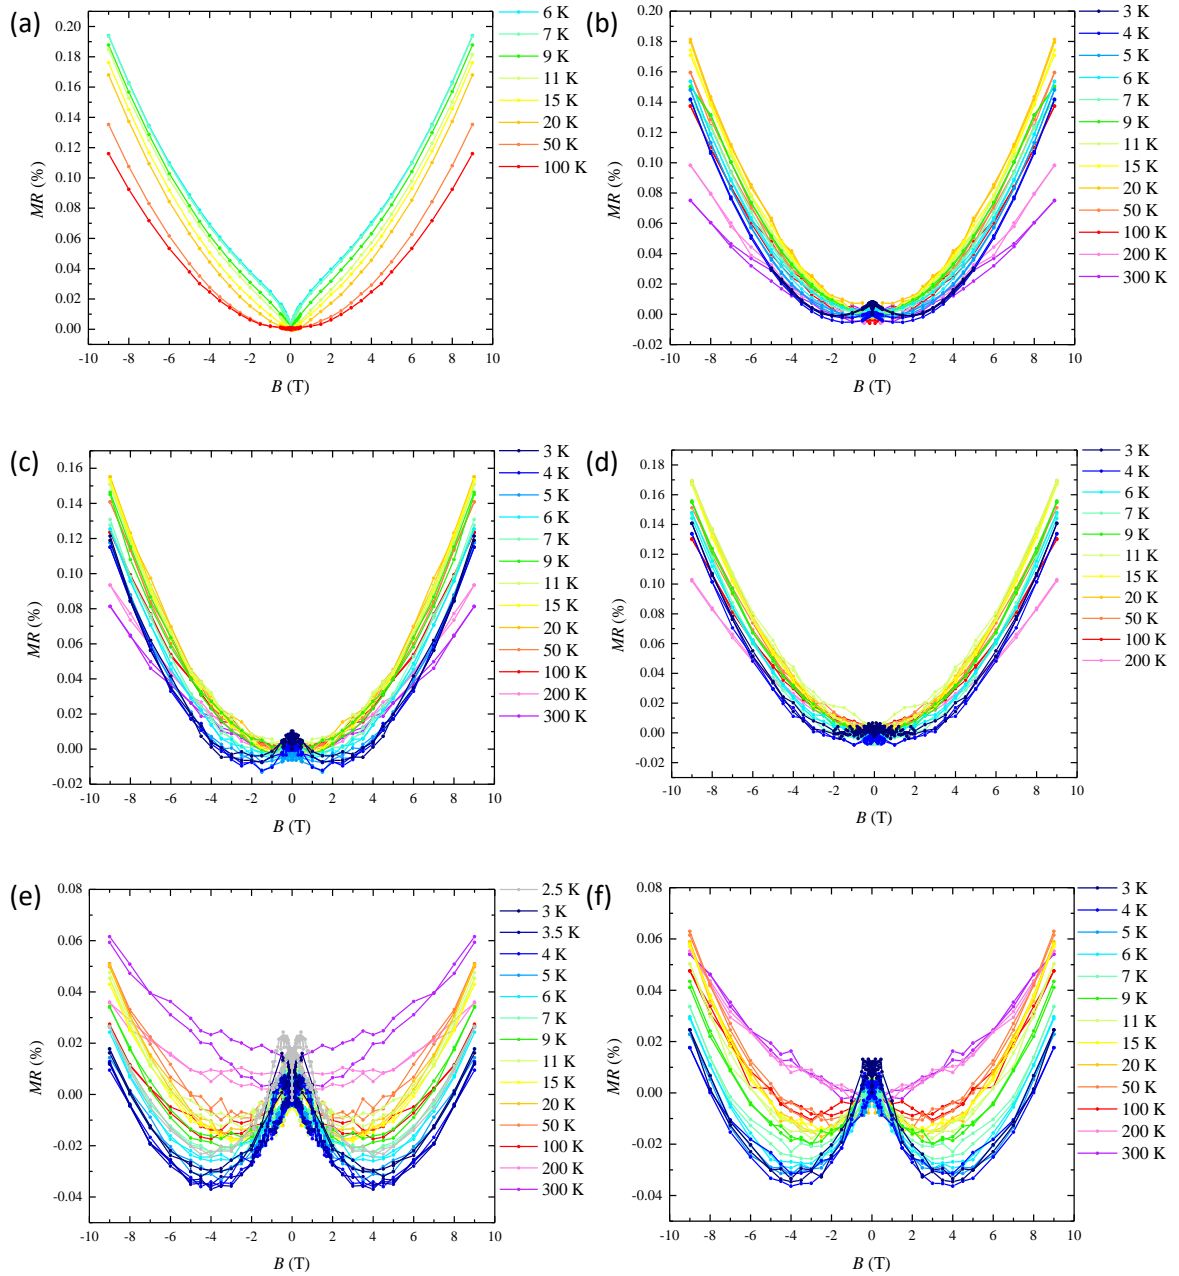 (a)
0.20
0.18
0.16
0.14
0.12
0.10
0.08
0.06
0.04
0.02
0.00
MR (%)
-10 -8 -6 -4 -2 0 2 4 6 8 10
B (T)
6 K
7 K
9 K
11 K
15 K
20 K
50 K
100 K
(b)
0.20
0.18
0.16
0.14
0.12
0.10
0.08
0.06
0.04
0.02
0.00
-0.02
MR (%)
-10 -8 -6 -4 -2 0 2 4 6 8 10
B (T)
3 K
4 K
5 K
6 K
7 K
9 K
11 K
15 K
20 K
50 K
100 K
200 K
300 K
(c)
0.16
0.14
0.12
0.10
0.08
0.06
0.04
0.02
0.00
-0.02
MR (%)
-10 -8 -6 -4 -2 0 2 4 6 8 10
B (T)
3 K
4 K
5 K
6 K
7 K
9 K
11 K
15 K
20 K
50 K
100 K
200 K
300 K
(d)
0.18
0.16
0.14
0.12
0.10
0.08
0.06
0.04
0.02
0.00
-0.02
MR (%)
-10 -8 -6 -4 -2 0 2 4 6 8 10
B (T)
3 K
4 K
6 K
7 K
9 K
11 K
15 K
20 K
50 K
100 K
200 K
(e)
0.08
0.06
0.04
0.02
0.00
-0.02
-0.04
MR (%)
-10 -8 -6 -4 -2 0 2 4 6 8 10
B (T)
2.5 K
3 K
3.5 K
4 K
5 K
6 K
7 K
9 K
11 K
15 K
20 K
50 K
100 K
200 K
300 K
(f)
0.08
0.06
0.04
0.02
0.00
-0.02
-0.04
MR (%)
-10 -8 -6 -4 -2 0 2 4 6 8 10
B (T)
3 K
4 K
5 K
6 K
7 K
9 K
11 K
15 K
20 K
50 K
100 K
200 K
300 K